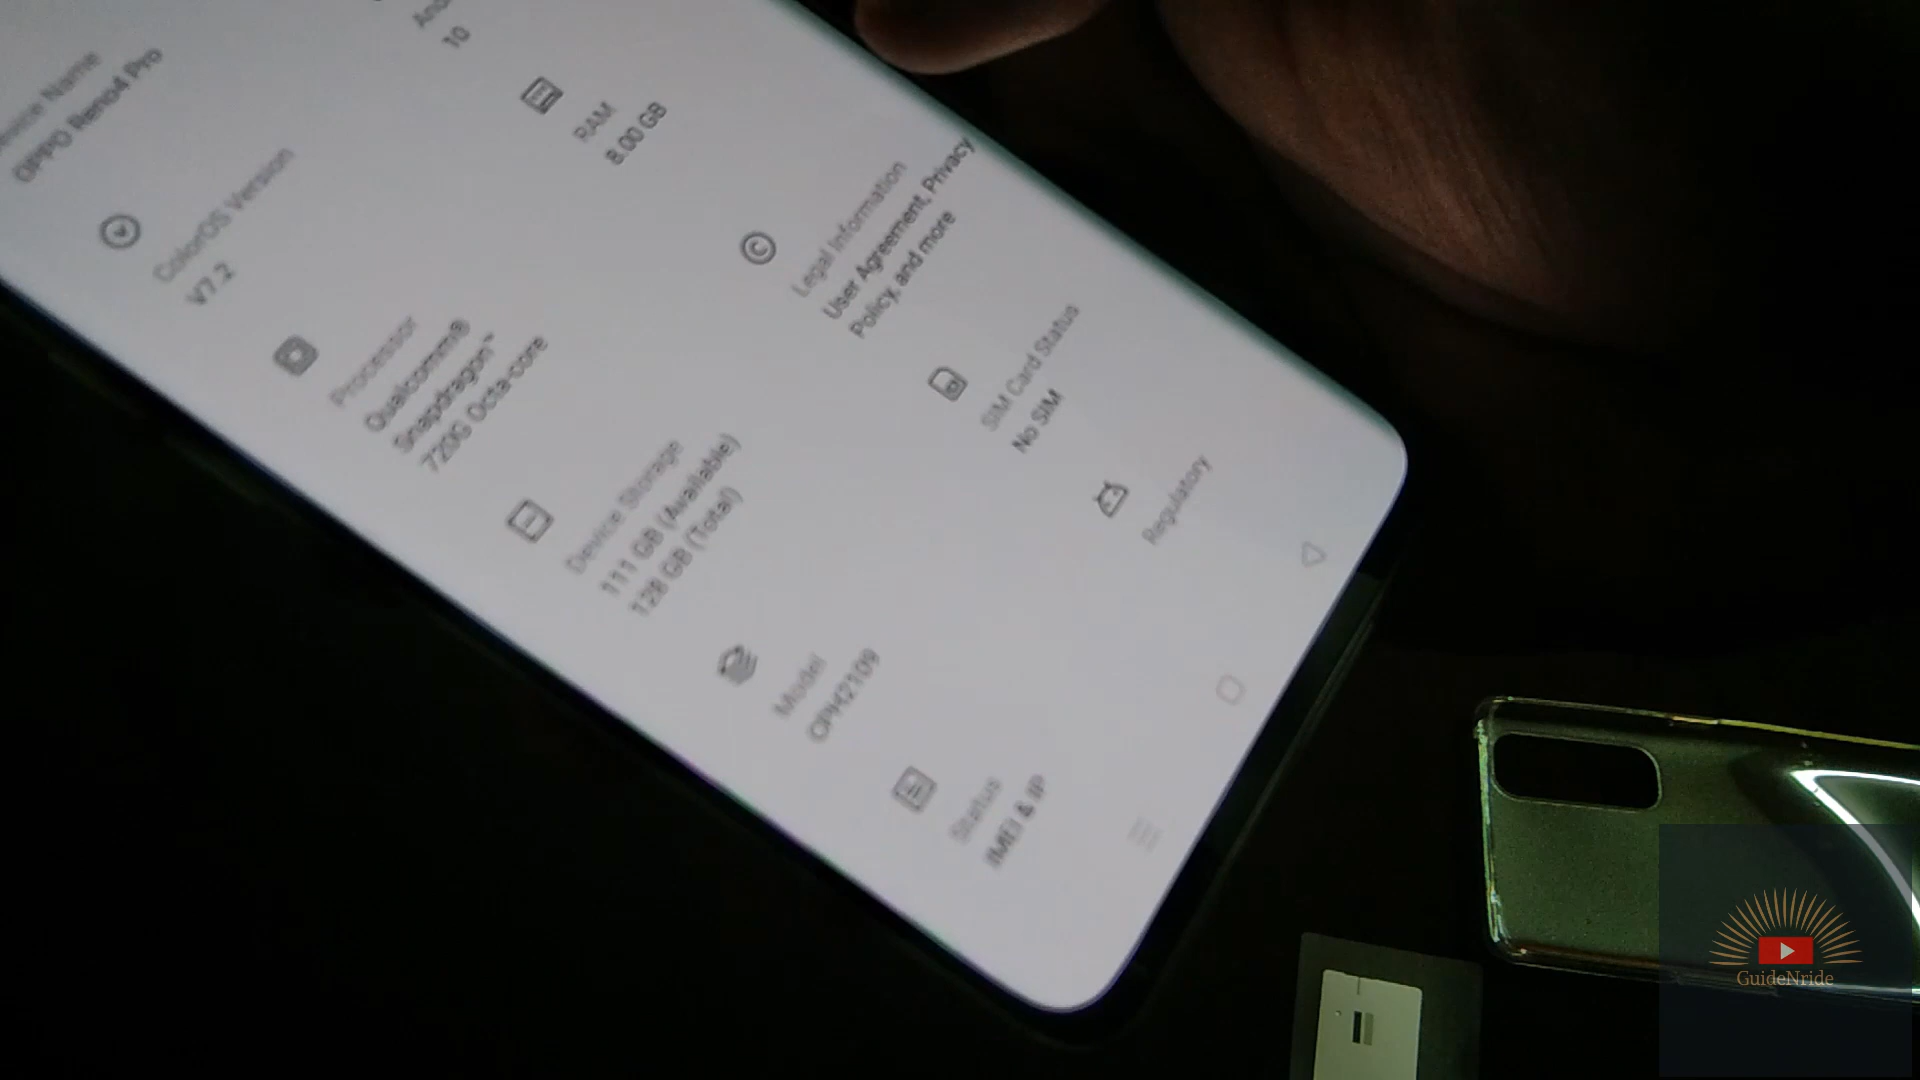 Device Name
OPPO Reno4 Pro
10
ColorOS Version
V7.2
RAM
8.00 GB
Processor
Qualcomm®
Snapdragon™
720G Octa-core
Legal Information
User Agreement, Privacy
Policy, and more
Device Storage
111 GB (Available)
128 GB (Total)
SIM Card Status
No SIM
Model
CPH2109
Regulatory
Status
IMEI & IP
GuideNride